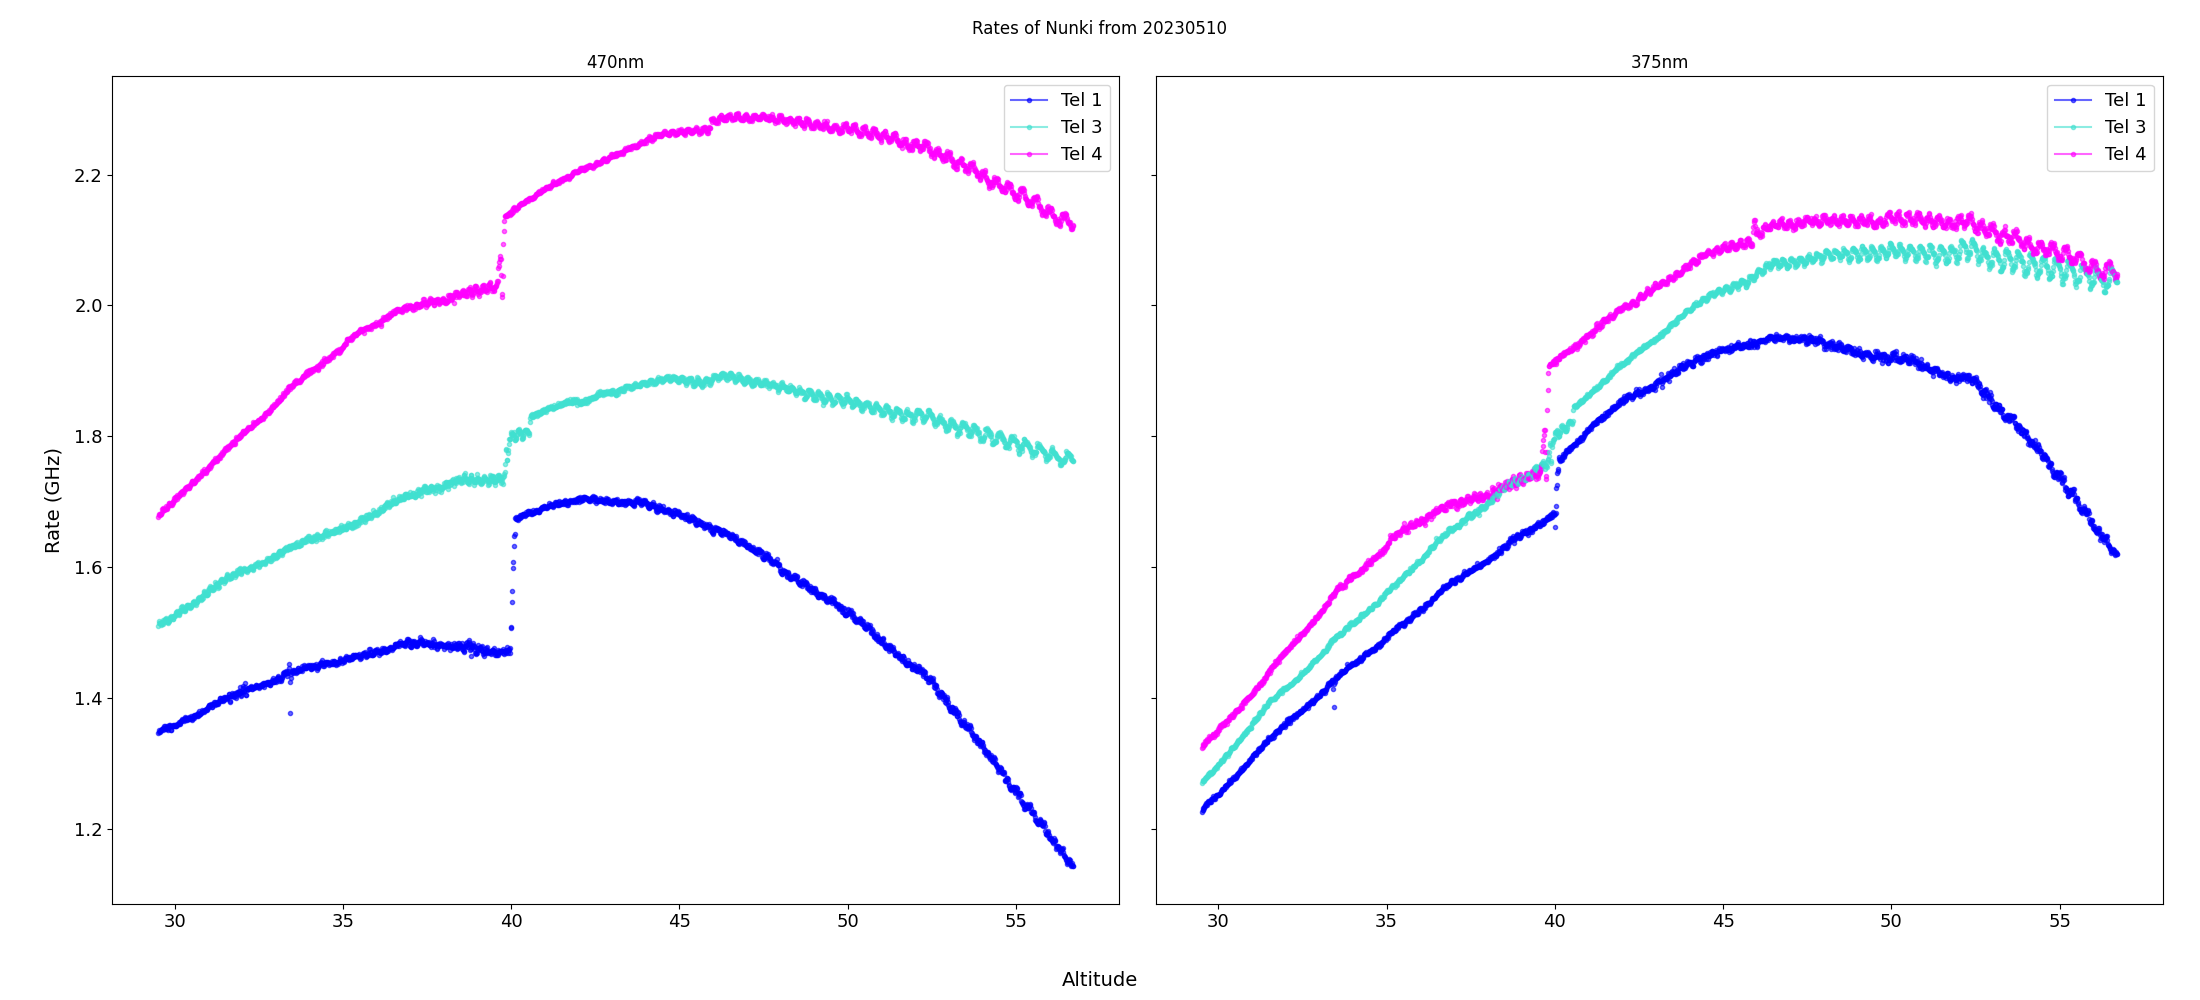 Rates of Nunki from 20230510
470nm
375nm
Tel 1
Tel 3
Tel 4
Tel 1
Tel 3
Tel 4
Rate (GHz)
2.2
2.0
1.8
1.6
1.4
1.2
30 35 40 45 50 55
30 35 40 45 50 55
Altitude